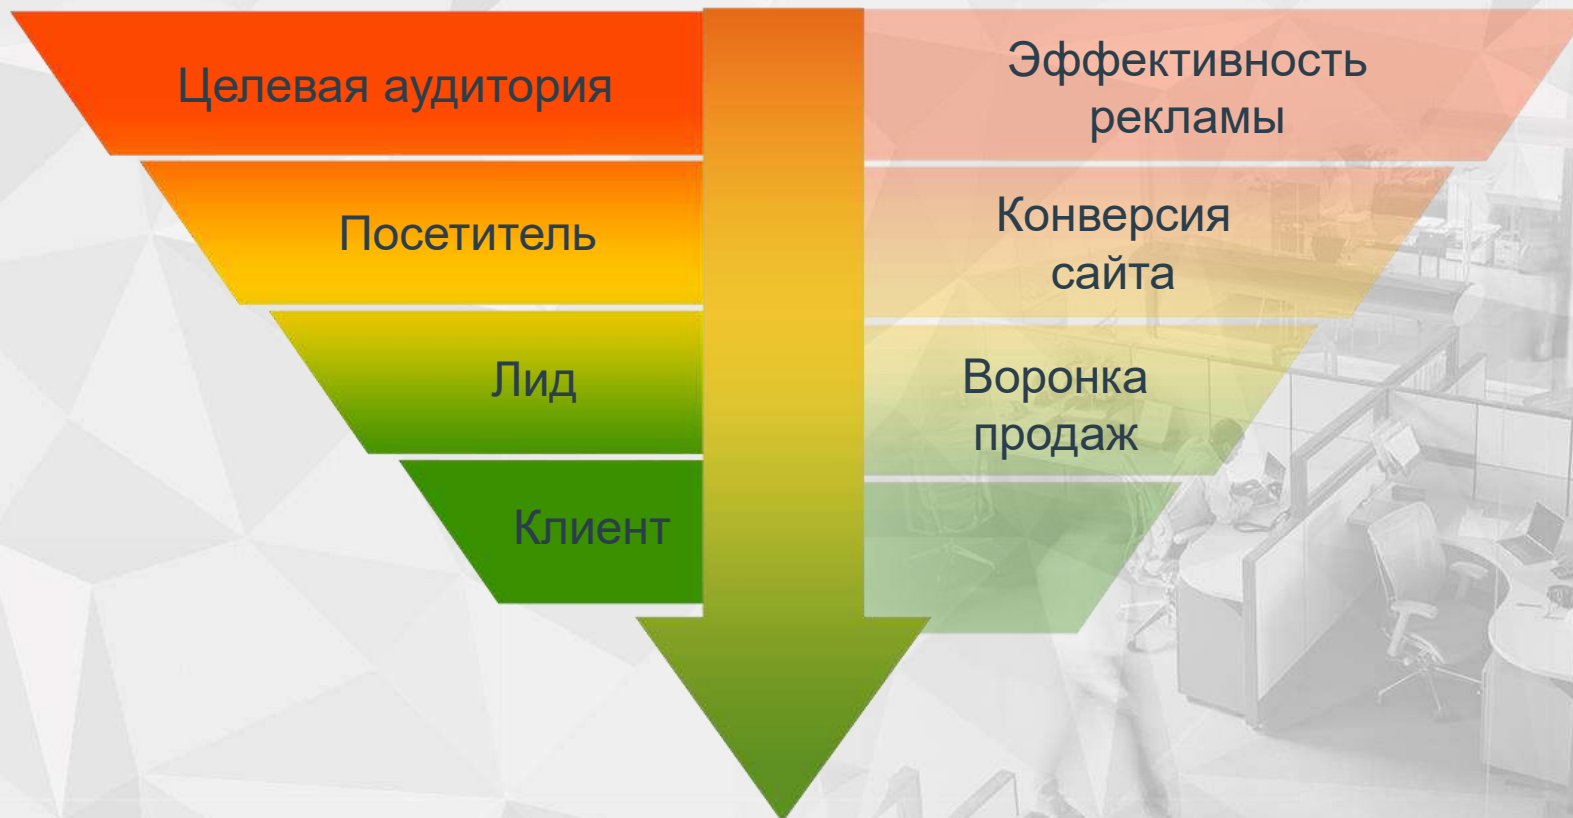 Целевая аудитория
Эффективность
рекламы
Посетитель
Конверсия
сайта
Лид
Воронка
продаж
Клиент